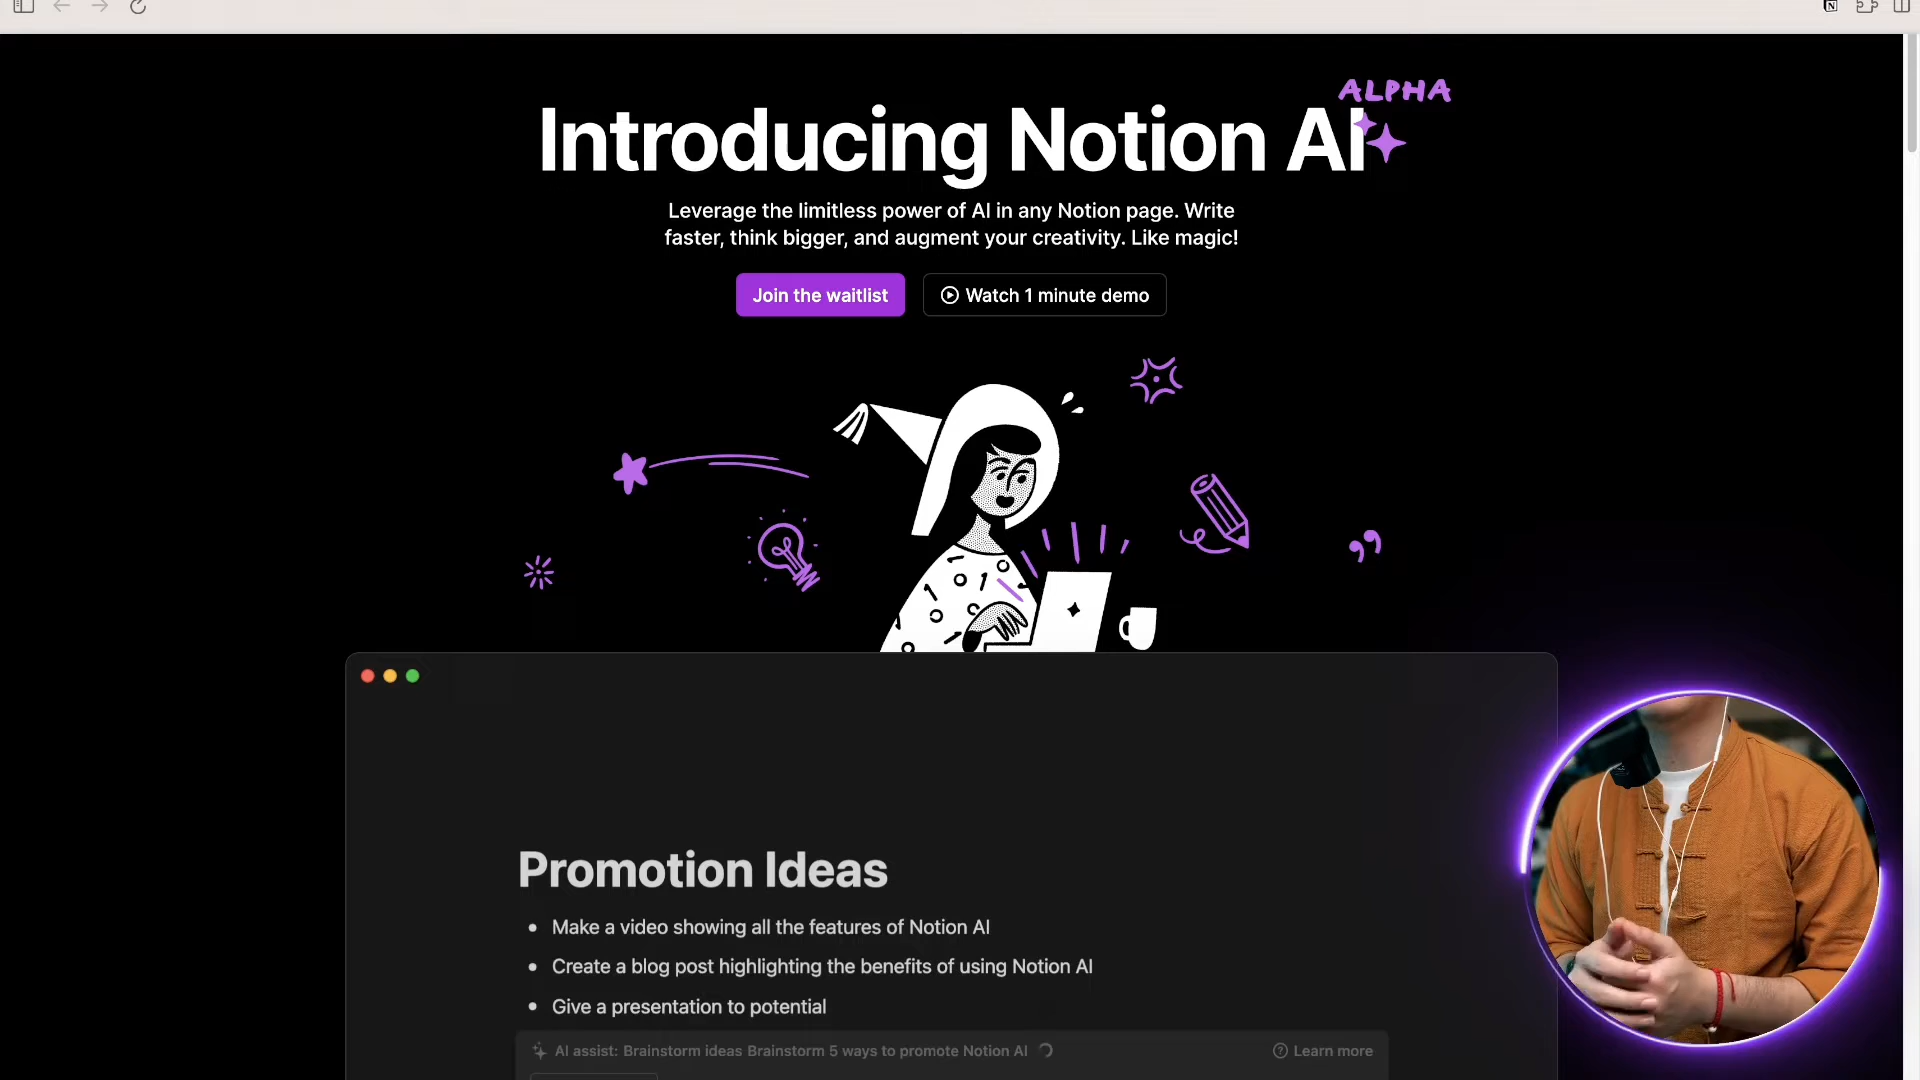 ALPHA
Introducing Notion AI
Leverage the limitless power of AI in any Notion page. Write
faster, think bigger, and augment your creativity. Like magic!
Join the waitlist
Watch 1 minute demo
Promotion Ideas
• Make a video showing all the features of Notion AI
• Create a blog post highlighting the benefits of using Notion AI
• Give a presentation to potential
AI assist: Brainstorm ideas Brainstorm 5 ways to promote Notion AI
Learn more